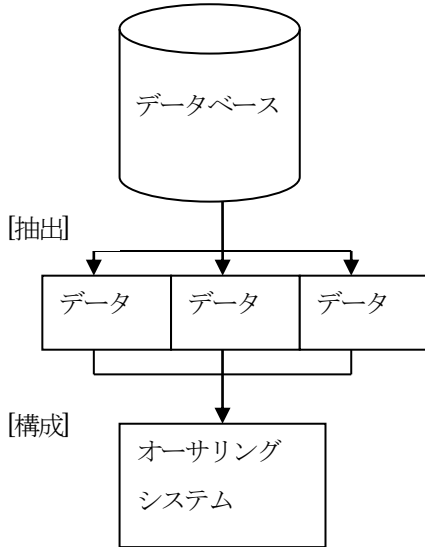 データベース
[抽出]
データ データ データ
[構成]
オーサリング
システム